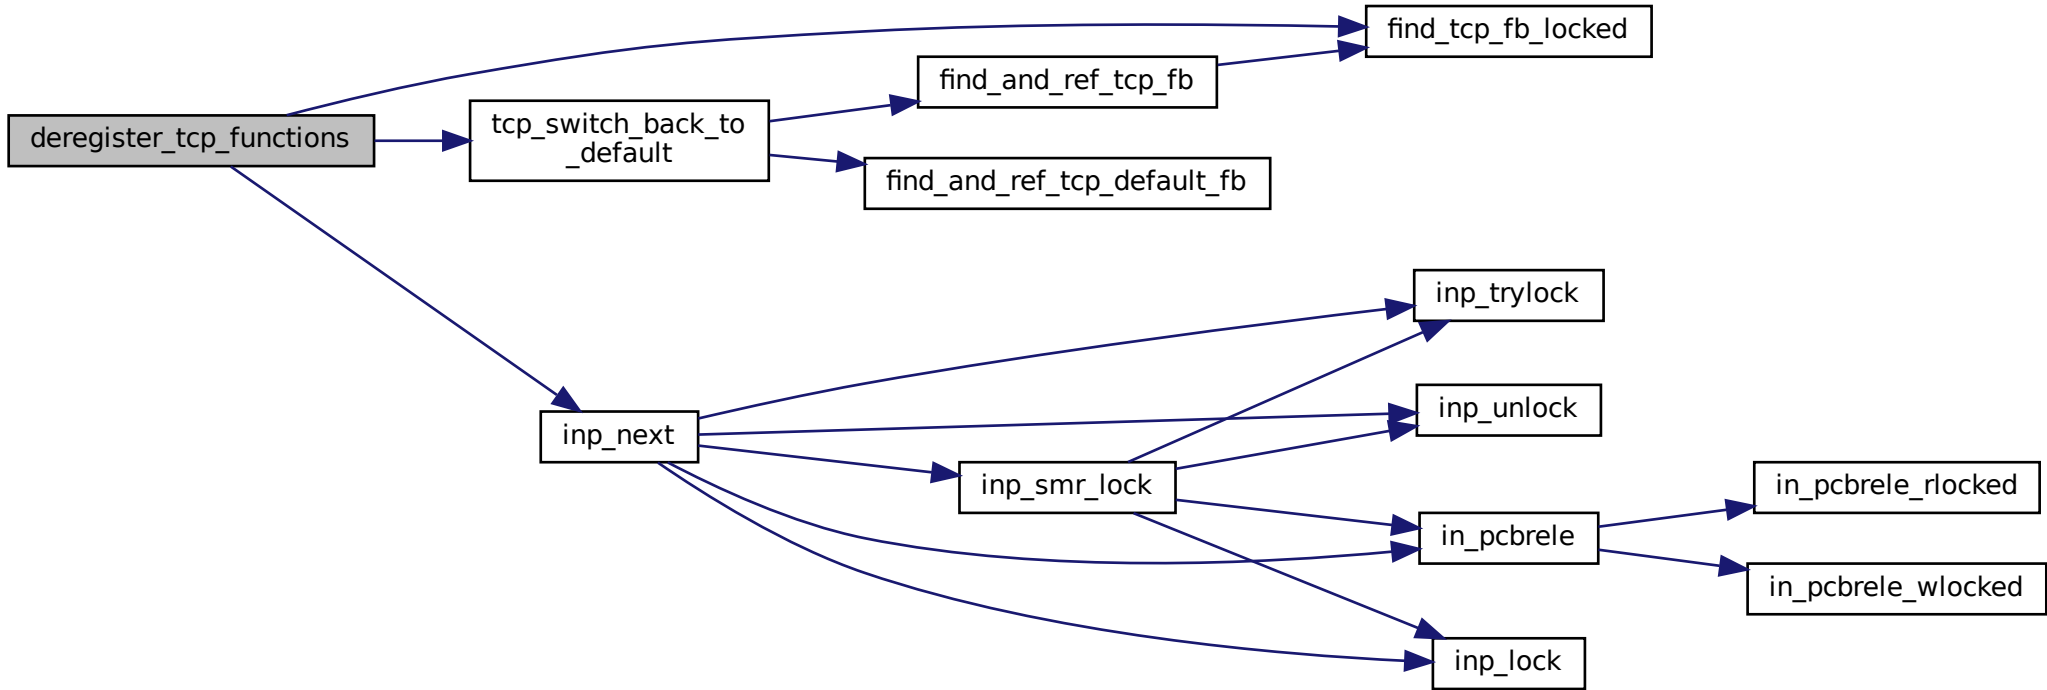 deregister_tcp_functions
tcp_switch_back_to
_default
find_and_ref_tcp_fb
find_tcp_fb_locked
find_and_ref_tcp_default_fb
inp_next
inp_smr_lock
inp_trylock
inp_unlock
in_pcbrele
inp_lock
in_pcbrele_rlocked
in_pcbrele_wlocked